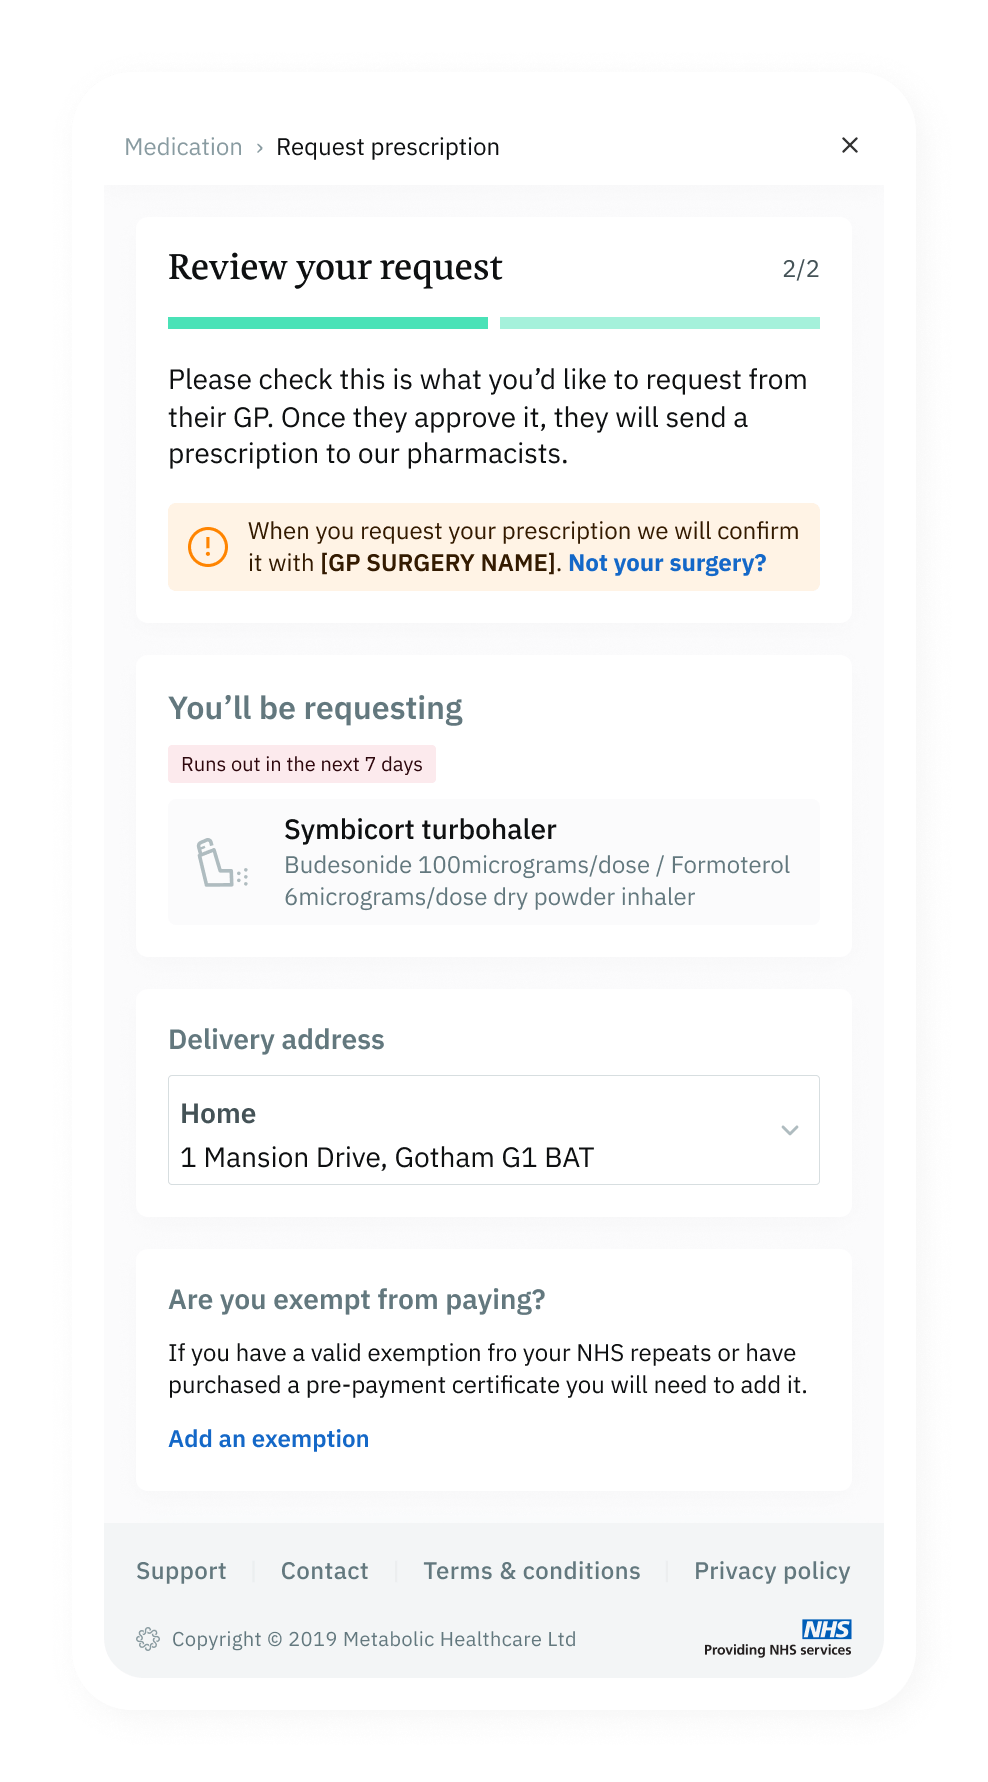 Medication › Request prescription
Review your request
2/2
Please check this is what you’d like to request from
their GP. Once they approve it, they will send a
prescription to our pharmacists.
When you request your prescription we will confirm
it with [GP SURGERY NAME]. Not your surgery?
You’ll be requesting
Runs out in the next 7 days
Symbicort turbohaler
Budesonide 100micrograms/dose / Formoterol
6micrograms/dose dry powder inhaler
Delivery address
Home
1 Mansion Drive, Gotham G1 BAT
Are you exempt from paying?
If you have a valid exemption fro your NHS repeats or have
purchased a pre-payment certificate you will need to add it.
Add an exemption
Support Contact Terms & conditions Privacy policy
Copyright © 2019 Metabolic Healthcare Ltd
NHS
Providing NHS services